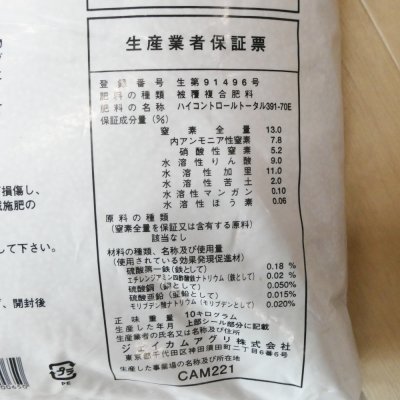 生産業者保証票
登録番号 生第91496号
肥料の種類 被覆複合肥料
肥料の名称 ハイコントロールトータル391-70E
保証成分量(%)
窒素全量 13.0
内アンモニア性窒素 7.8
硝酸性窒素 5.2
水溶性りん酸 9.0
水溶性加里 11.0
水溶性苦土 2.0
水溶性マンガン 0.10
水溶性ほう素 0.06
原料の種類
(窒素全量を保証又は含有する原料)
該当なし
材料の種類、名称及び使用量
(使用されている効果発現促進材)
硫酸第一鉄(鉄として) 0.18 %
エチレンジアミン四酢酸鉄ナトリウム(鉄として) 0.02 %
硫酸銅(銅として) 0.050%
硫酸亜鉛(亜鉛として) 0.015%
モリブデン酸ナトリウム(モリブデンとして) 0.020%
正味重量 10キログラム
生産した年月 上部シール部分に記載
生産業者の氏名又は名称及び住所
ジェイカムアグリ株式会社
東京都千代田区神田須田町二丁目6番6号
生産した事業場の名称及び所在地
CAM221
損傷し、
施肥の
して下さい。
、開封後
PE